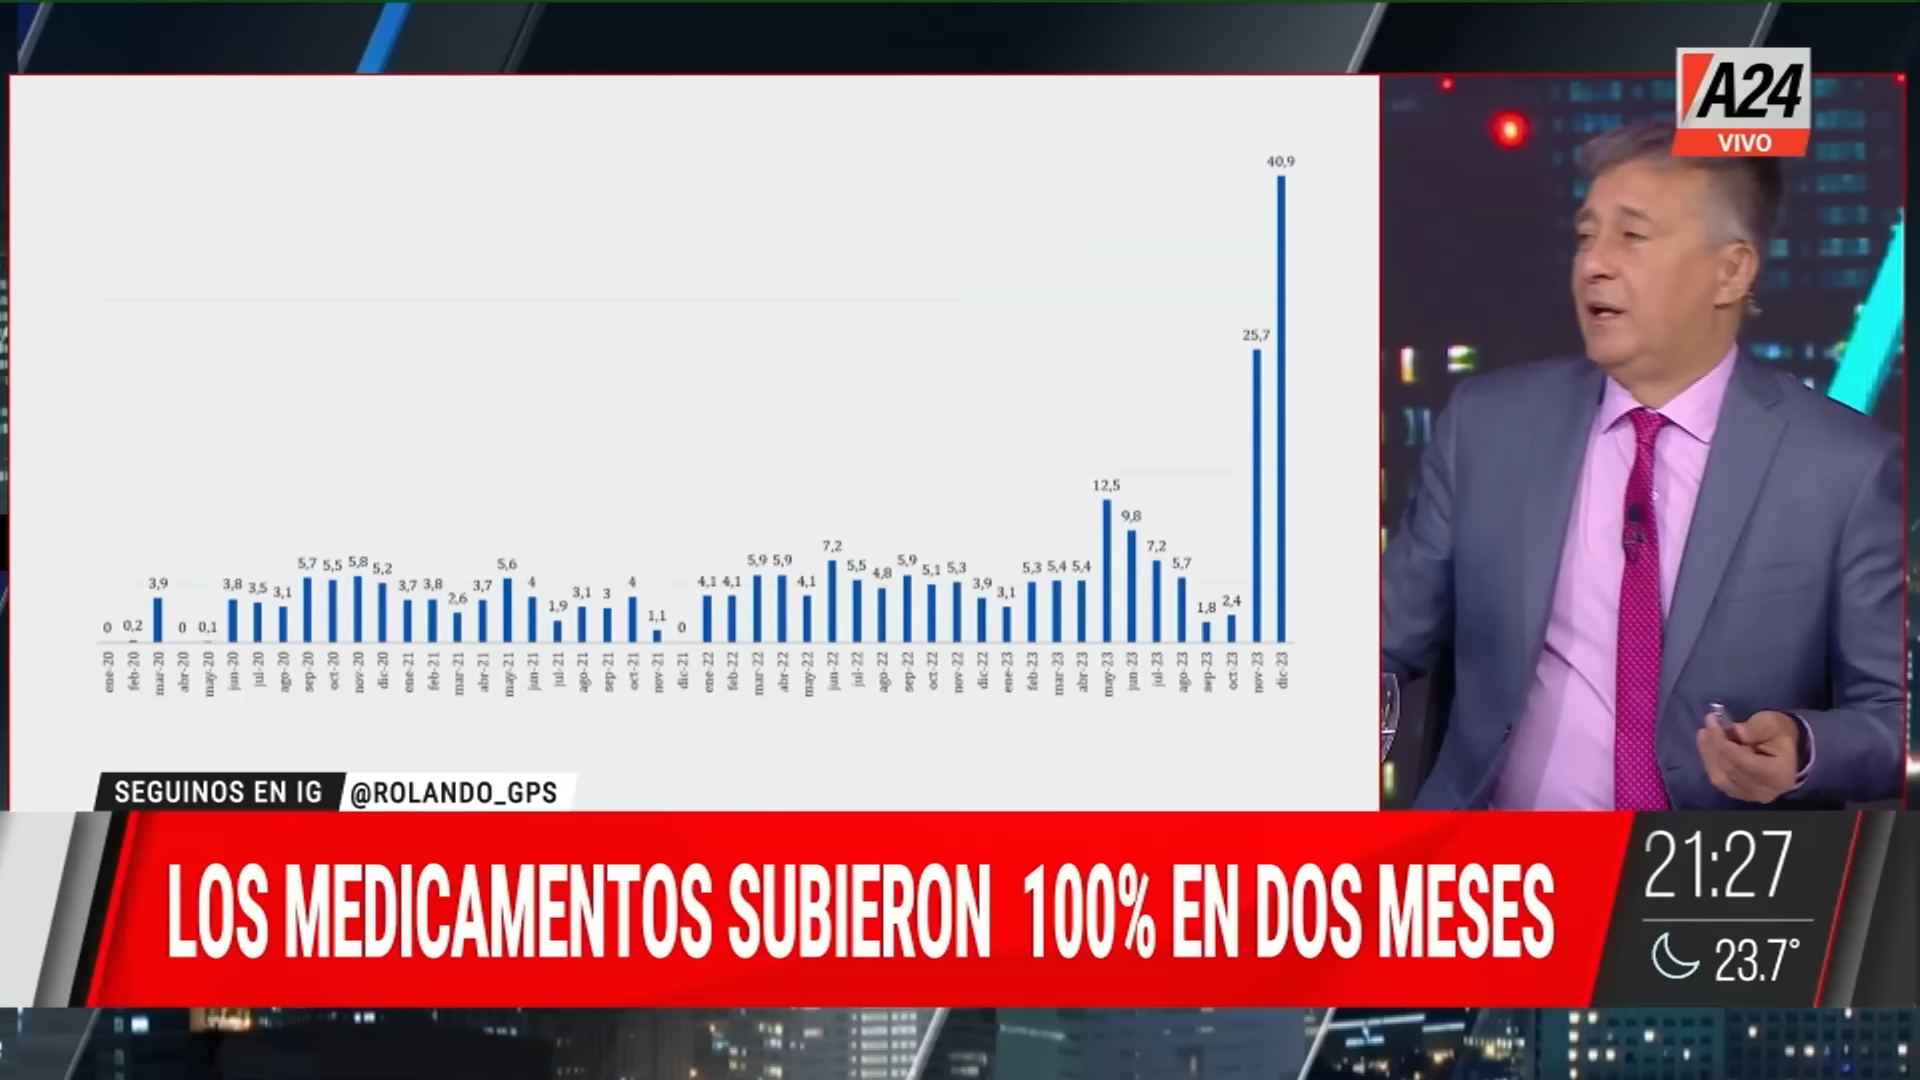 A24
VIVO
40,9
25,7
12,5
9,8
7,2
7,2
5,7
5,5
5,8
5,2
5,6
5,9
5,9
5,5
4,8
5,9
5,1
5,3
5,3
5,4
5,4
5,7
3,9
3,8
3,5
3,1
3,7
3,8
2,6
3,7
4
1,9
3,1
3
4
4,1
4,1
4,1
3,9
3,1
1,8
2,4
0
0,2
0
0,1
1,1
0
ene-20
feb-20
mar-20
abr-20
may-20
jun-20
jul-20
ago-20
sep-20
oct-20
nov-20
dic-20
ene-21
feb-21
mar-21
abr-21
may-21
jun-21
jul-21
ago-21
sep-21
oct-21
nov-21
dic-21
ene-22
feb-22
mar-22
abr-22
may-22
jun-22
jul-22
ago-22
sep-22
oct-22
nov-22
dic-22
ene-23
feb-23
mar-23
abr-23
may-23
jun-23
jul-23
ago-23
sep-23
oct-23
nov-23
dic-23
SEGUINOS EN IG @ROLANDO_GPS
LOS MEDICAMENTOS SUBIERON 100% EN DOS MESES
21:27
23.7°